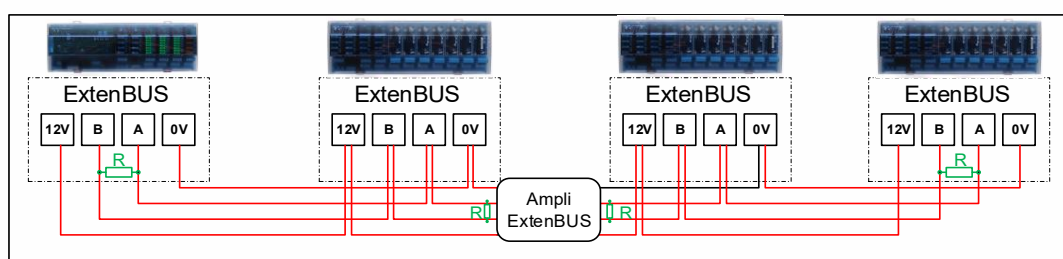 ExtenBUS ExtenBUS ExtenBUS ExtenBUS
12V B A 0V 12V B A 0V 12V B A 0V 12V B A 0V
R R
Ampli
R R
ExtenBUS